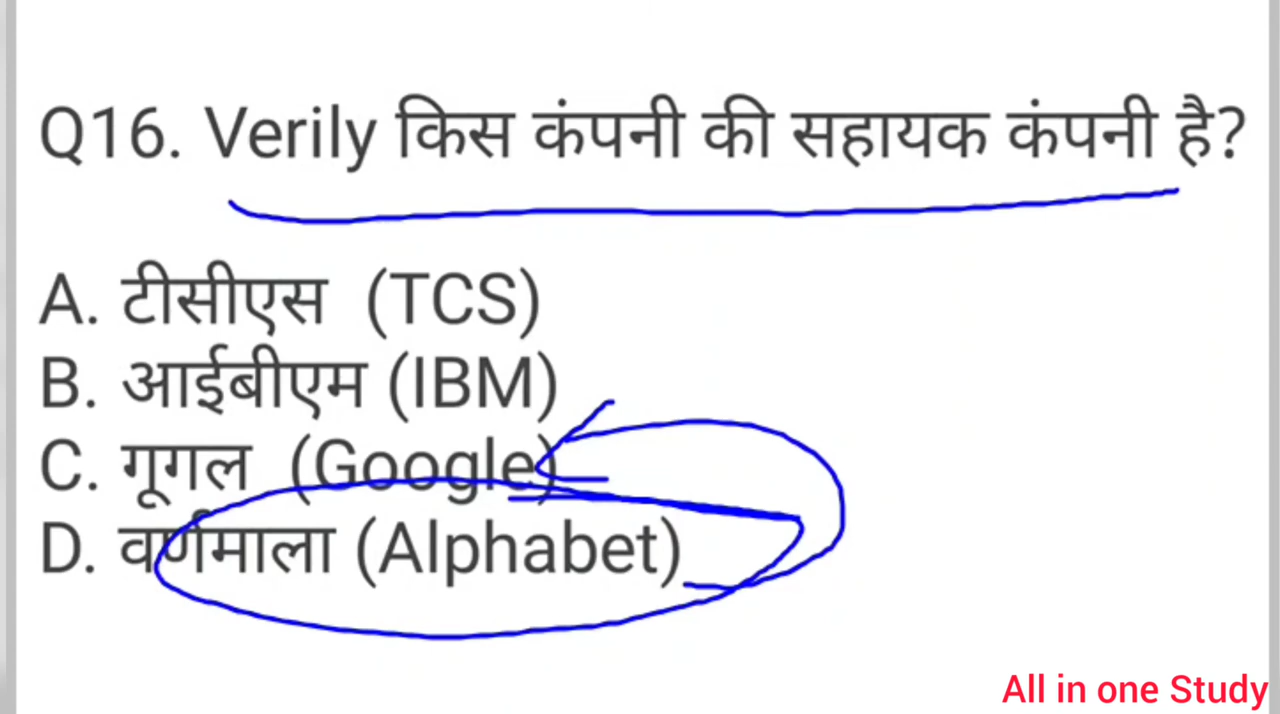 Q16. Verily किस कंपनी की सहायक कंपनी है?
A. टीसीएस (TCS)
B. आईबीएम (IBM)
C. गूगल (Google)
D. वर्णमाला (Alphabet)
All in one Study